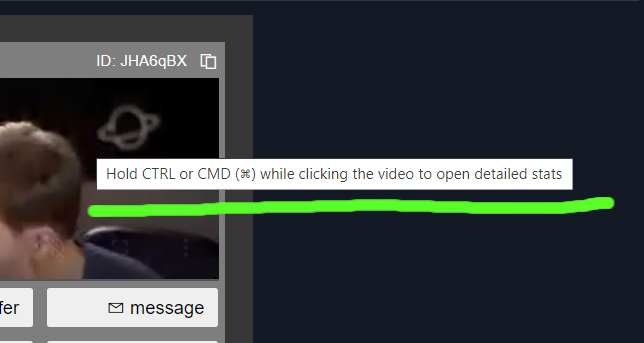 ID: JHA6qBX
Hold CTRL or CMD (⌘) while clicking the video to open detailed stats
fer
message